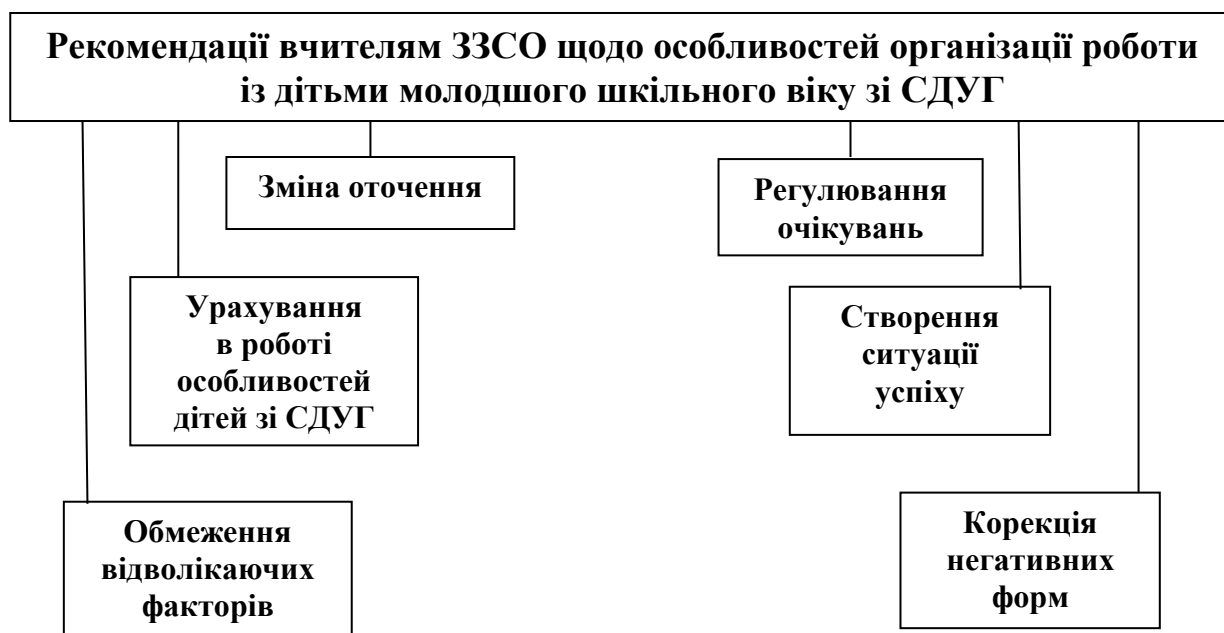 Рекомендації вчителям ЗЗСО щодо особливостей організації роботи
із дітьми молодшого шкільного віку зі СДУГ
Зміна оточення
Регулювання
очікувань
Урахування
в роботі
особливостей
дітей зі СДУГ
Створення
ситуації
успіху
Обмеження
відволікаючих
факторів
Корекція
негативних
форм